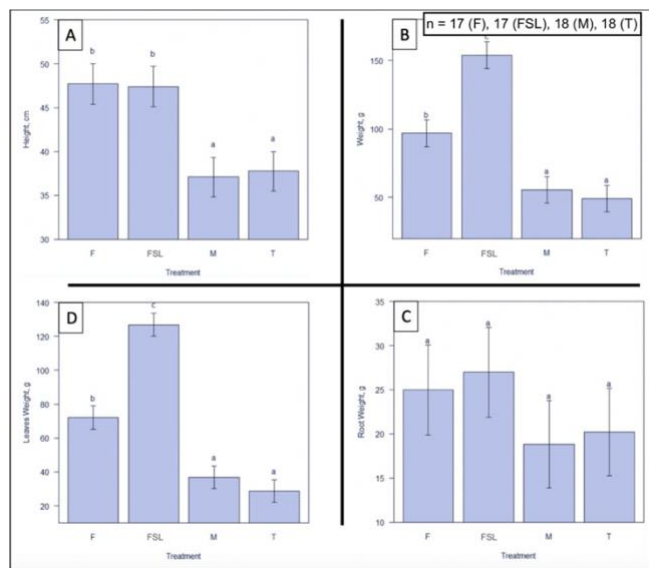 A
55
50
45
40
35
30
Height, cm
b
b
a
a
F
FSL
M
T
Treatment
B
n = 17 (F), 17 (FSL), 18 (M), 18 (T)
150
100
50
Weight, g
b
c
a
a
F
FSL
M
T
Treatment
D
140
120
100
80
60
40
20
Leaves Weight, g
b
c
a
a
F
FSL
M
T
Treatment
C
35
30
25
20
15
10
Root Weight, g
a
a
a
a
F
FSL
M
T
Treatment